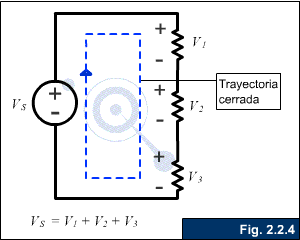 +
V1
-
+
Trayectoria
cerrada
+
VS
-
V2
-
+
V3
-
VS = V1 + V2 + V3
Fig. 2.2.4